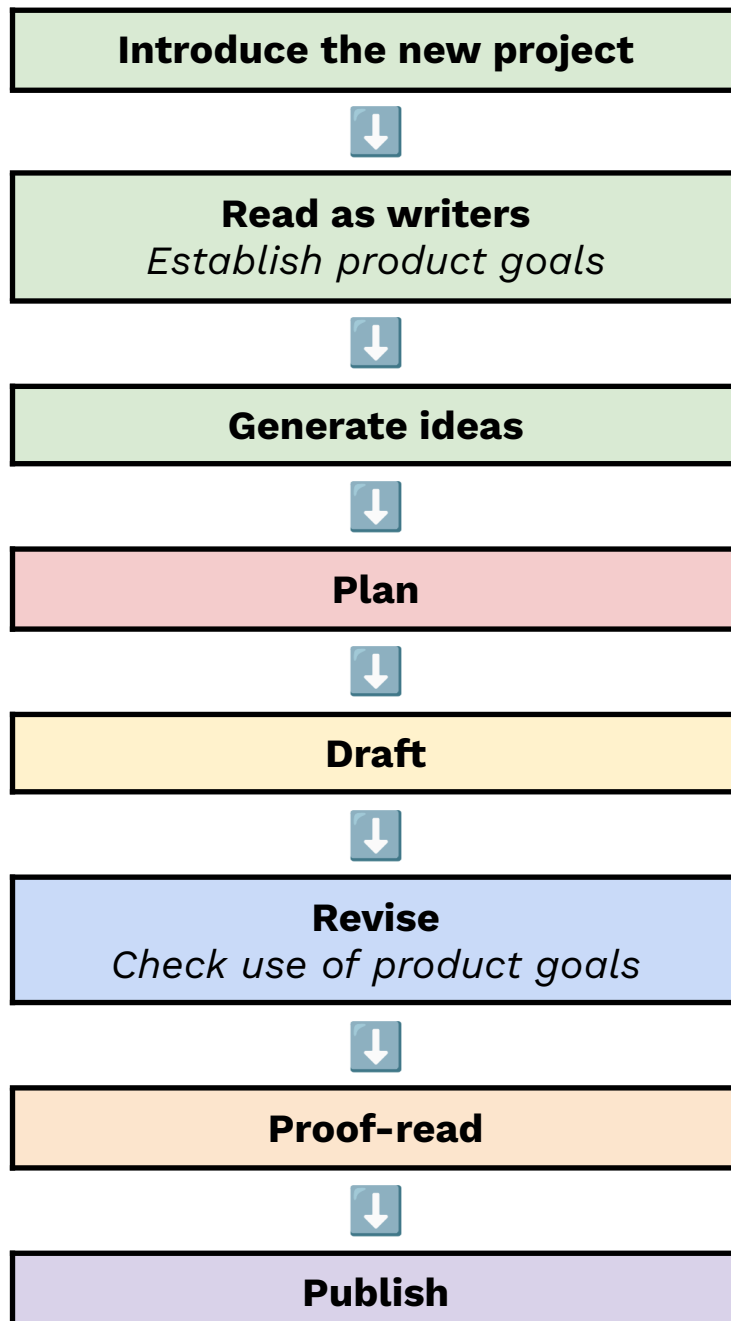 Introduce the new project
⬇️
Read as writers
Establish product goals
⬇️
Generate ideas
⬇️
Plan
⬇️
Draft
⬇️
Revise
Check use of product goals
⬇️
Proof-read
⬇️
Publish